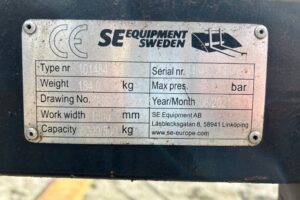 CE SE EQUIPMENT
SWEDEN
Type nr Serial nr.
Weight kg Max pres. bar
Drawing No. Year/Month
Work width mm SE Equipment AB
Capacity kg Låsblecksgatan 8, 58941 Linköping
www.se-europe.com